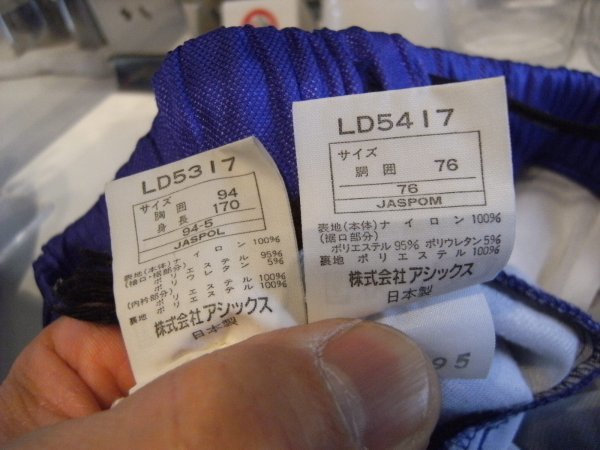 LD5317
サイズ
胸囲 94
身長 170
94-5
JASPOL
表地(本体)ナイロン 100%
(袖口・裾部分)
ポリエステル 95%
ポリウレタン 5%
(内衿部分)
ポリエステル 100%
裏地 ポリエステル 100%
株式会社アシックス
日本製
LD5417
サイズ
胴囲 76
76
JASPOM
表地(本体)ナイロン 100%
(裾口部分)
ポリエステル 95% ポリウレタン 5%
裏地 ポリエステル 100%
株式会社アシックス
日本製
95